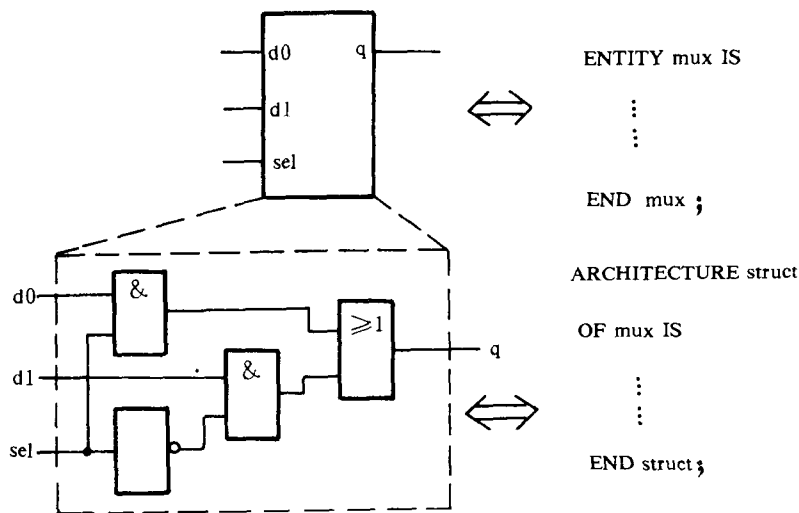 d0 q
d1
sel
ENTITY mux IS
END mux ;
ARCHITECTURE struct
OF mux IS
END struct;
d0
&
≥1
q
d1
&
sel